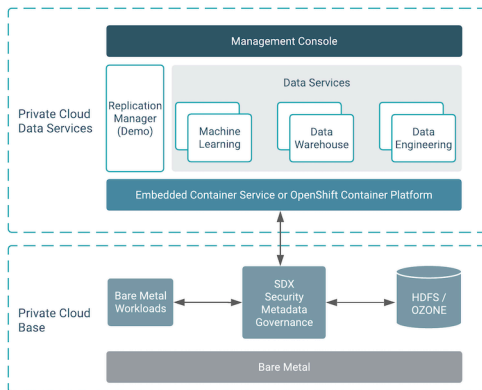 Management Console
Private Cloud
Data Services
Replication
Manager
(Demo)
Data Services
Machine
Learning
Data
Warehouse
Data
Engineering
Embedded Container Service or OpenShift Container Platform
Private Cloud
Base
Bare Metal
Workloads
SDX
Security
Metadata
Governance
HDFS /
OZONE
Bare Metal